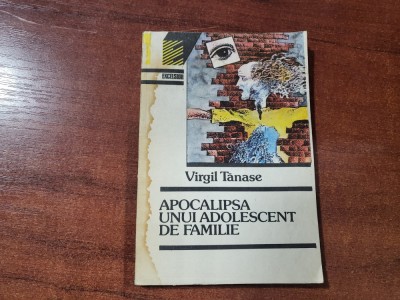 EXCELSIOR
Virgil Tănase
APOCALIPSA
UNUI ADOLESCENT
DE FAMILIE